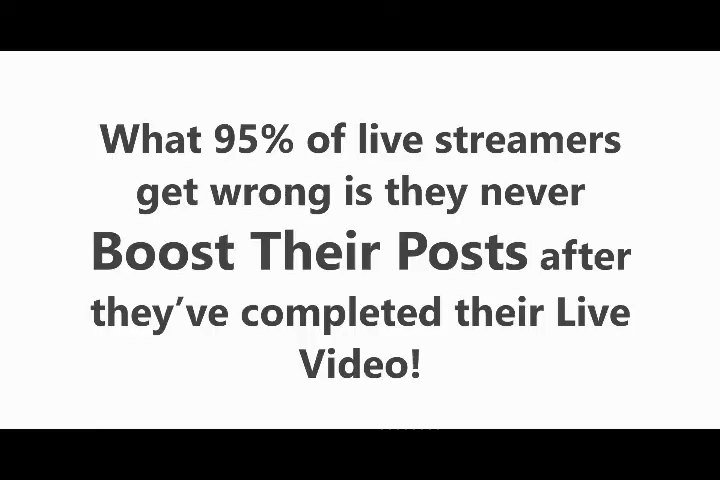 What 95% of live streamers
get wrong is they never
Boost Their Posts after
they’ve completed their Live
Video!